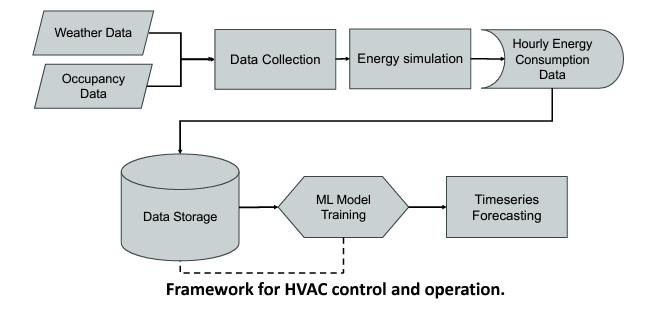 Weather Data
Occupancy
Data
Data Collection
Energy simulation
Hourly Energy
Consumption
Data
Data Storage
ML Model
Training
Timeseries
Forecasting
Framework for HVAC control and operation.